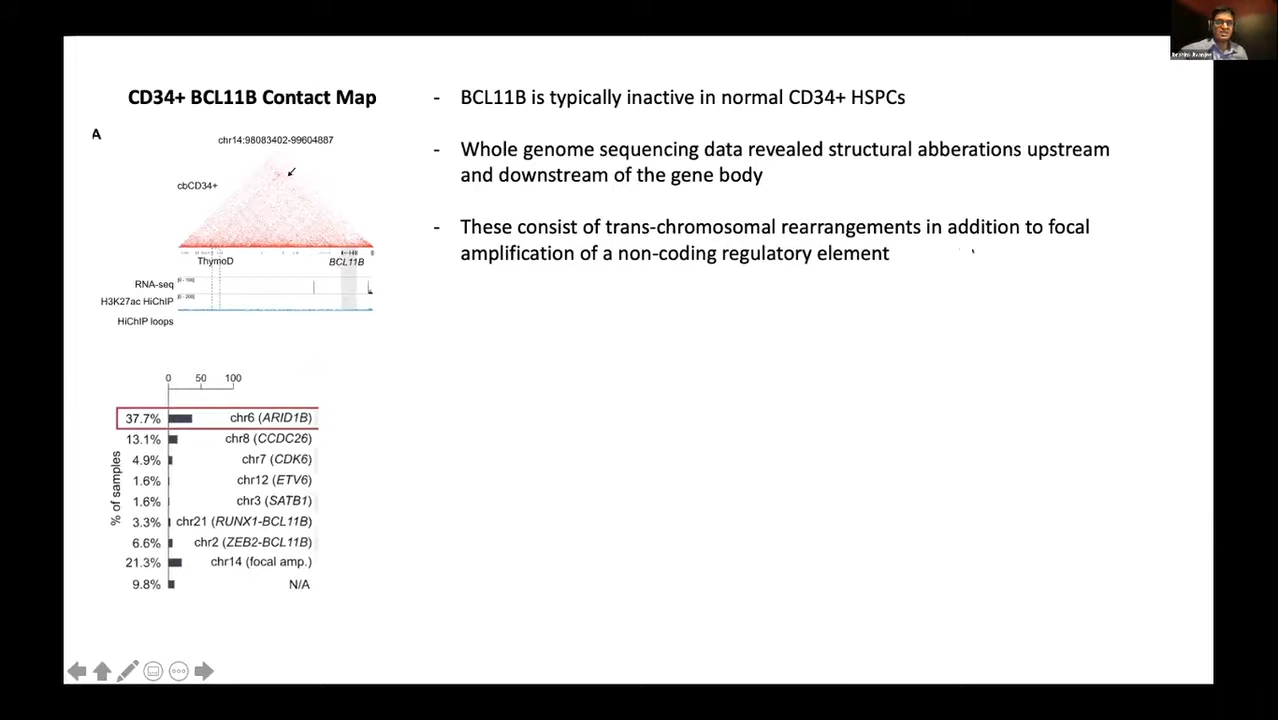 CD34+ BCL11B Contact Map
A
chr14:98083402-99604887
cbCD34+
ThymoD
BCL11B
RNA-seq
[0 - 100]
H3K27ac HiChIP
[0 - 200]
HiChIP loops
0 50 100
% of samples
37.7% chr6 (ARID1B)
13.1% chr8 (CCDC26)
4.9% chr7 (CDK6)
1.6% chr12 (ETV6)
1.6% chr3 (SATB1)
3.3% chr21 (RUNX1-BCL11B)
6.6% chr2 (ZEB2-BCL11B)
21.3% chr14 (focal amp.)
9.8% N/A
- BCL11B is typically inactive in normal CD34+ HSPCs
- Whole genome sequencing data revealed structural abberations upstream
and downstream of the gene body
- These consist of trans-chromosomal rearrangements in addition to focal
amplification of a non-coding regulatory element